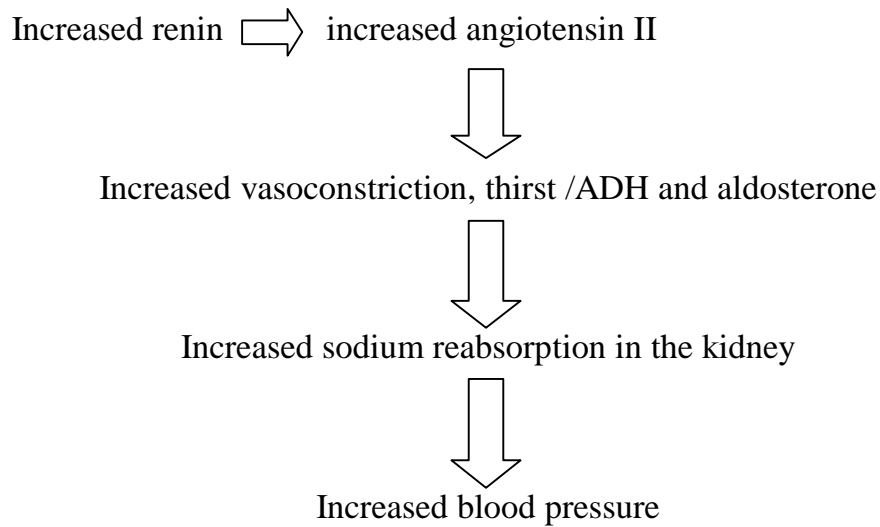 Increased renin increased angiotensin II
Increased vasoconstriction, thirst /ADH and aldosterone
Increased sodium reabsorption in the kidney
Increased blood pressure